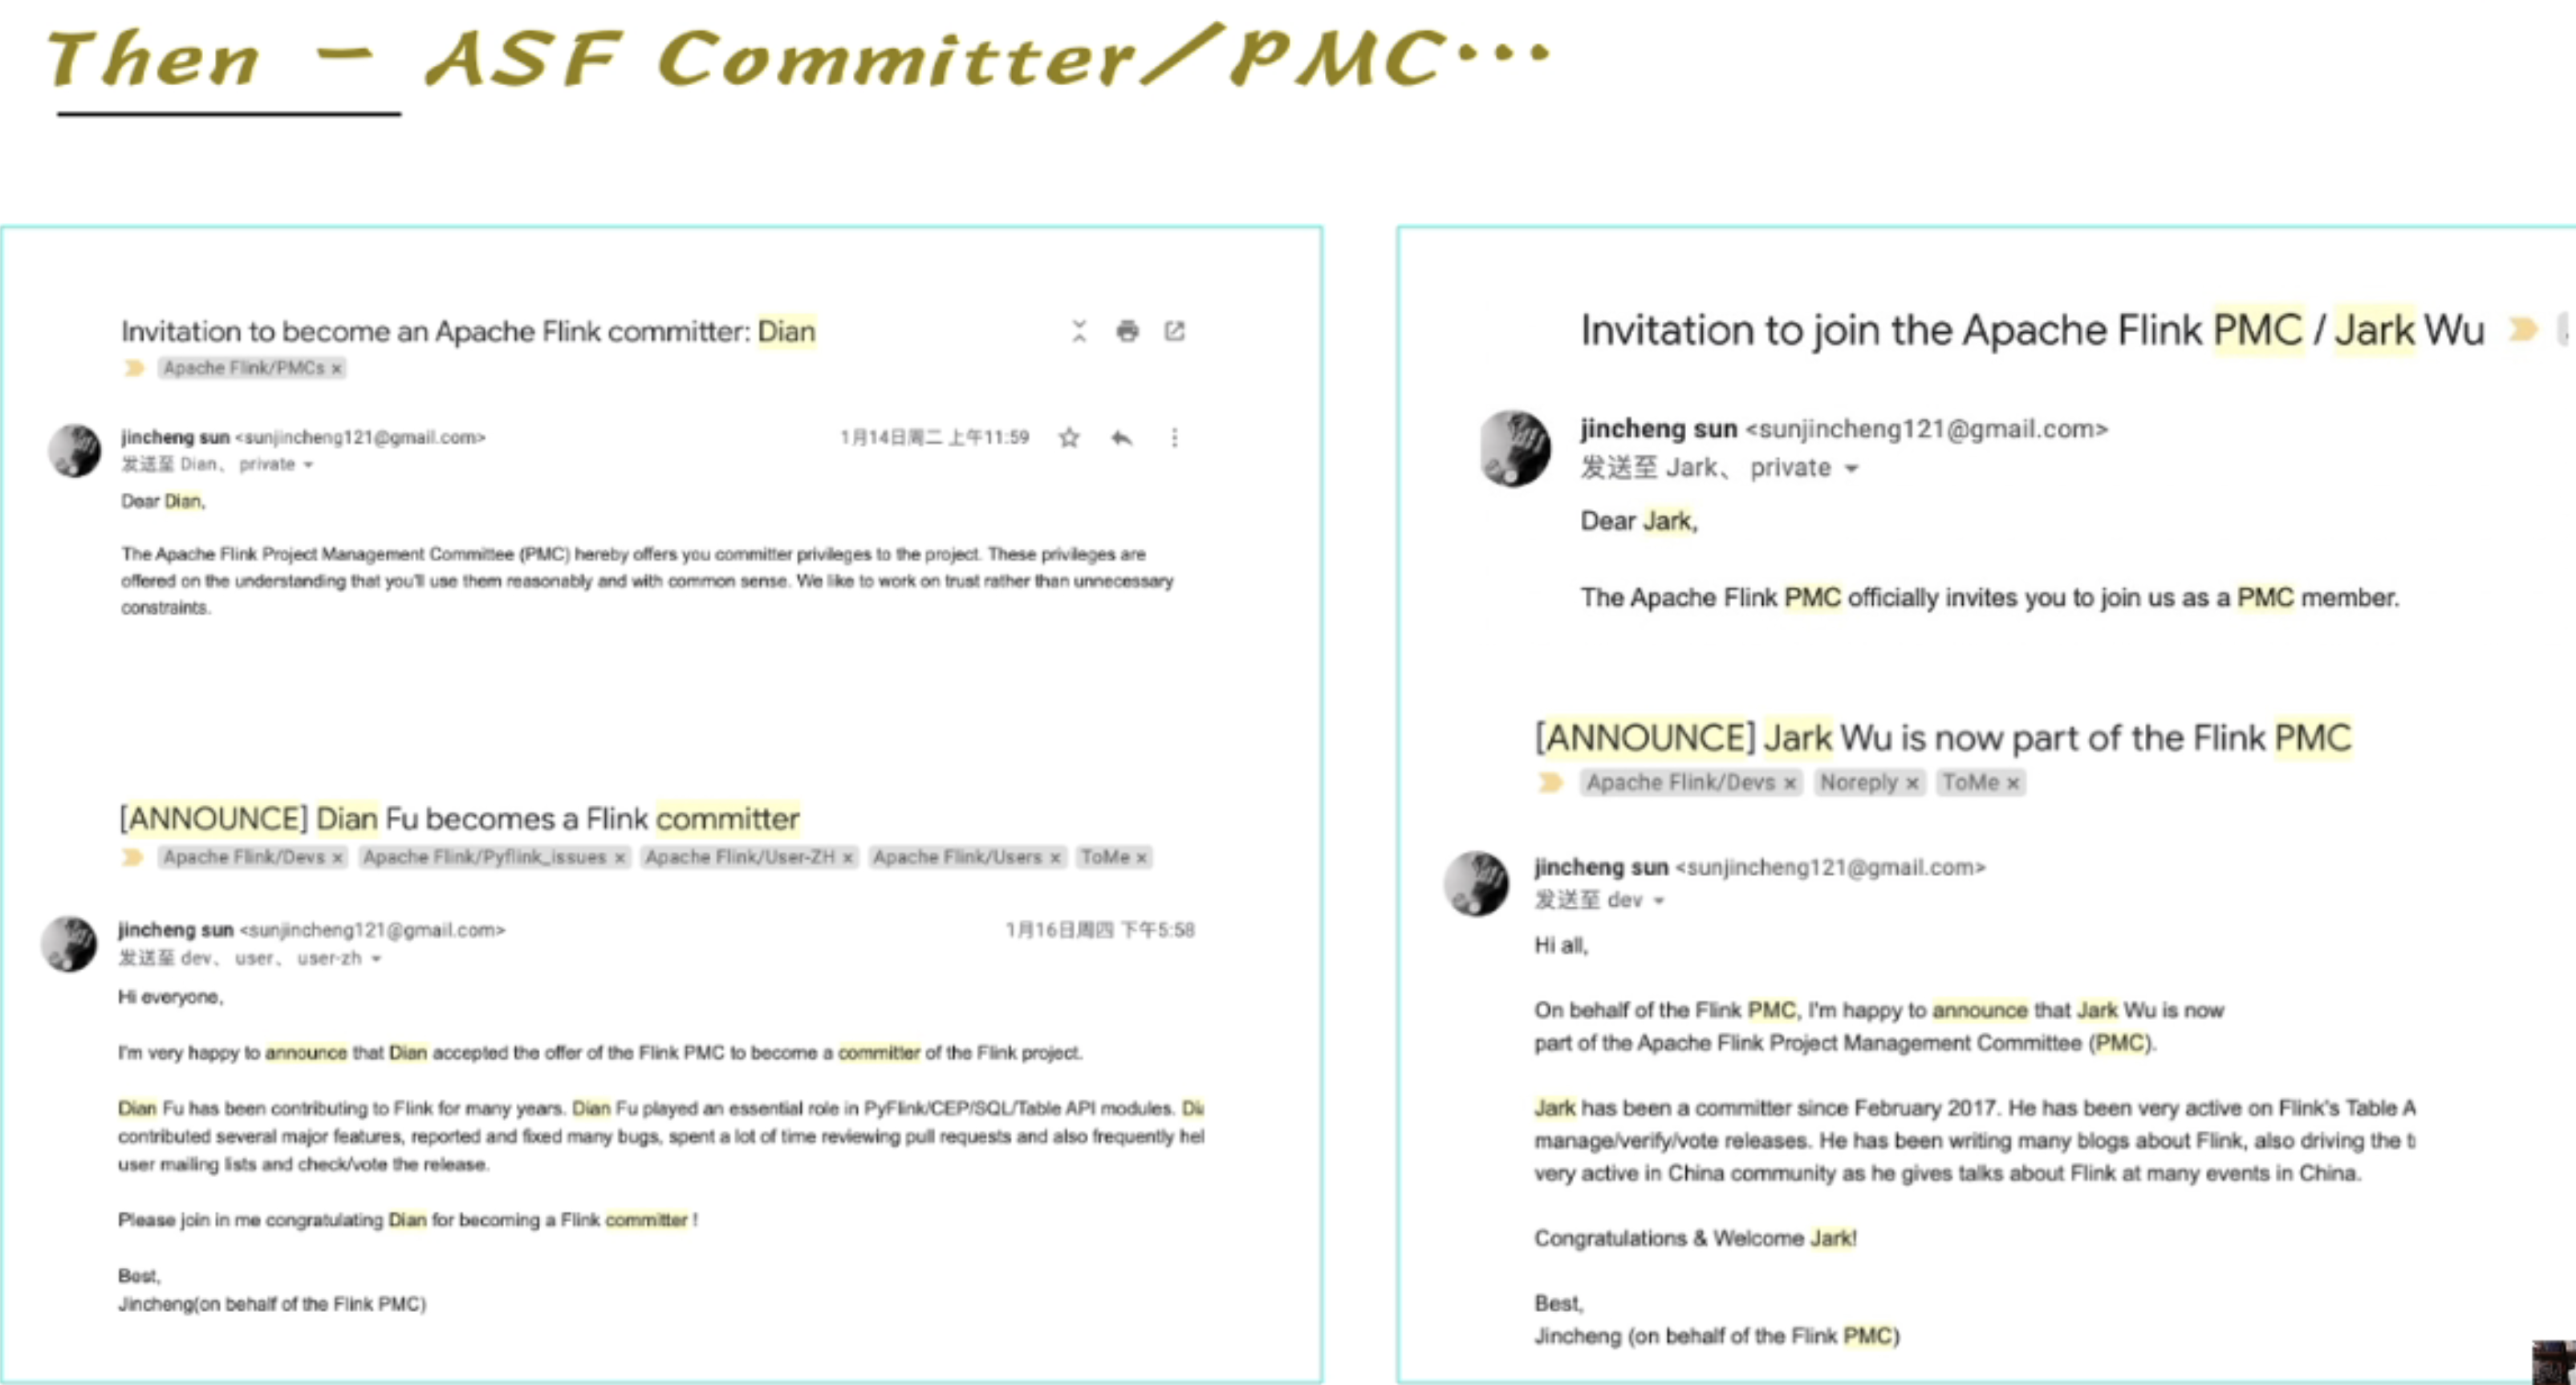 Then - ASF Committer/PMC...
Invitation to become an Apache Flink committer: Dian
Apache Flink/PMCs ×
jincheng sun <sunjincheng121@gmail.com>
1月14日周二 上午11:59
发送至 Dian、 private
Dear Dian,
The Apache Flink Project Management Committee (PMC) hereby offers you committer privileges to the project. These privileges are
offered on the understanding that you'll use them reasonably and with common sense. We like to work on trust rather than unnecessary
constraints.
[ANNOUNCE] Dian Fu becomes a Flink committer
Apache Flink/Devs × Apache Flink/Pyflink_issues × Apache Flink/User-ZH × Apache Flink/Users × ToMe ×
jincheng sun <sunjincheng121@gmail.com>
1月16日周四 下午5:58
发送至 dev、 user、 user-zh
Hi everyone,
I'm very happy to announce that Dian accepted the offer of the Flink PMC to become a committer of the Flink project.
Dian Fu has been contributing to Flink for many years. Dian Fu played an essential role in PyFlink/CEP/SQL/Table API modules.
contributed several major features, reported and fixed many bugs, spent a lot of time reviewing pull requests and also frequently hel
user mailing lists and check/vote the release.
Please join in me congratulating Dian for becoming a Flink committer !
Best,
Jincheng(on behalf of the Flink PMC)
Invitation to join the Apache Flink PMC / Jark Wu
jincheng sun <sunjincheng121@gmail.com>
发送至 Jark、 private
Dear Jark,
The Apache Flink PMC officially invites you to join us as a PMC member.
[ANNOUNCE] Jark Wu is now part of the Flink PMC
Apache Flink/Devs × Noreply × ToMe ×
jincheng sun <sunjincheng121@gmail.com>
发送至 dev
Hi all,
On behalf of the Flink PMC, I'm happy to announce that Jark Wu is now
part of the Apache Flink Project Management Committee (PMC).
Jark has been a committer since February 2017. He has been very active on Flink's Table A
manage/verify/vote releases. He has been writing many blogs about Flink, also driving the
very active in China community as he gives talks about Flink at many events in China.
Congratulations & Welcome Jark!
Best,
Jincheng (on behalf of the Flink PMC)